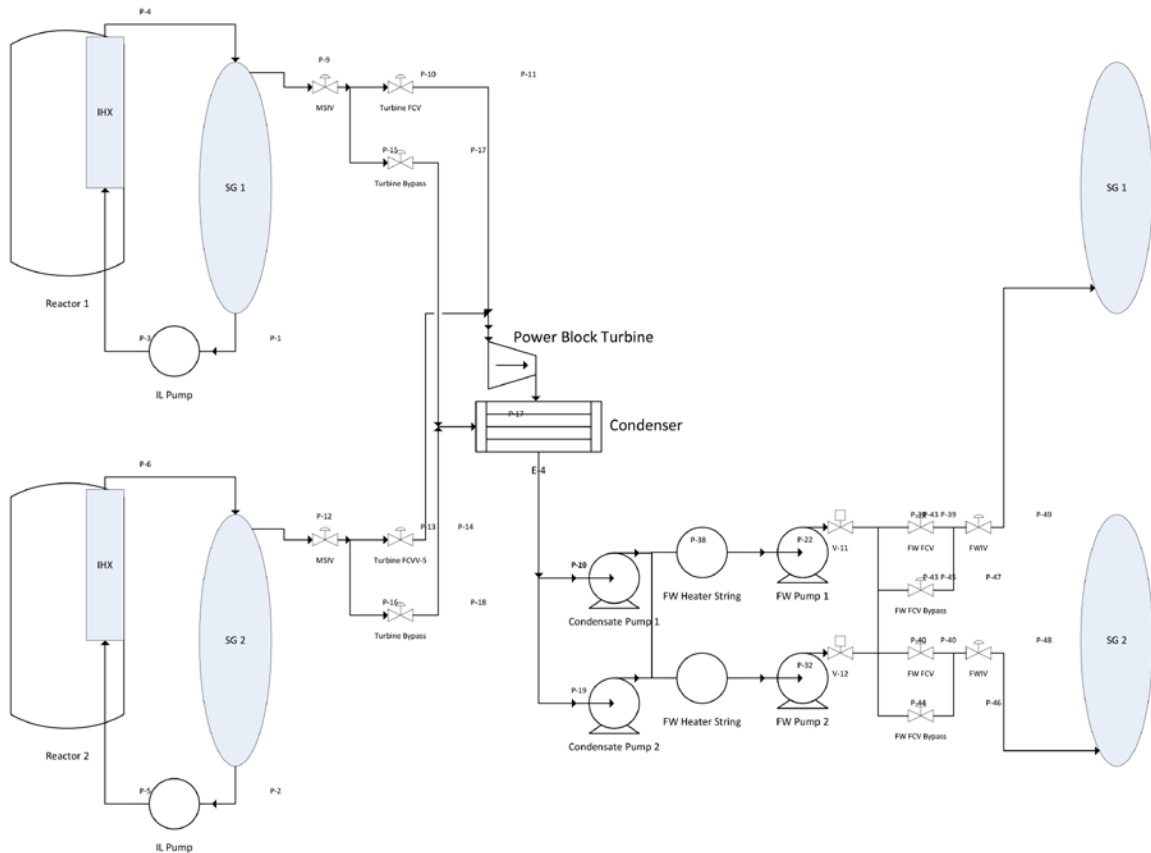 P-4
P-9
P-10
P-11
IHX
MSIV
Turbine FCV
P-15
P-17
SG 1
SG 1
Turbine Bypass
Reactor 1
P-3
P-1
Power Block Turbine
IL Pump
P-17
Condenser
P-6
E-4
P-12
P-13
P-14
P-39
P-49
P-43
P-38
P-22
IHX
MSIV
Turbine FCVV-5
V-11
FW FCV
FWIV
P-16
P-18
P-43
P-45
P-47
FW Heater String
FW Pump 1
FW FCV Bypass
Turbine Bypass
Condensate Pump 1
SG 2
P-40
P-40
P-48
SG 2
P-32
V-12
FW FCV
FWIV
P-19
P-44
P-46
FW Heater String
FW Pump 2
FW FCV Bypass
Reactor 2
Condensate Pump 2
P-5
P-2
IL Pump